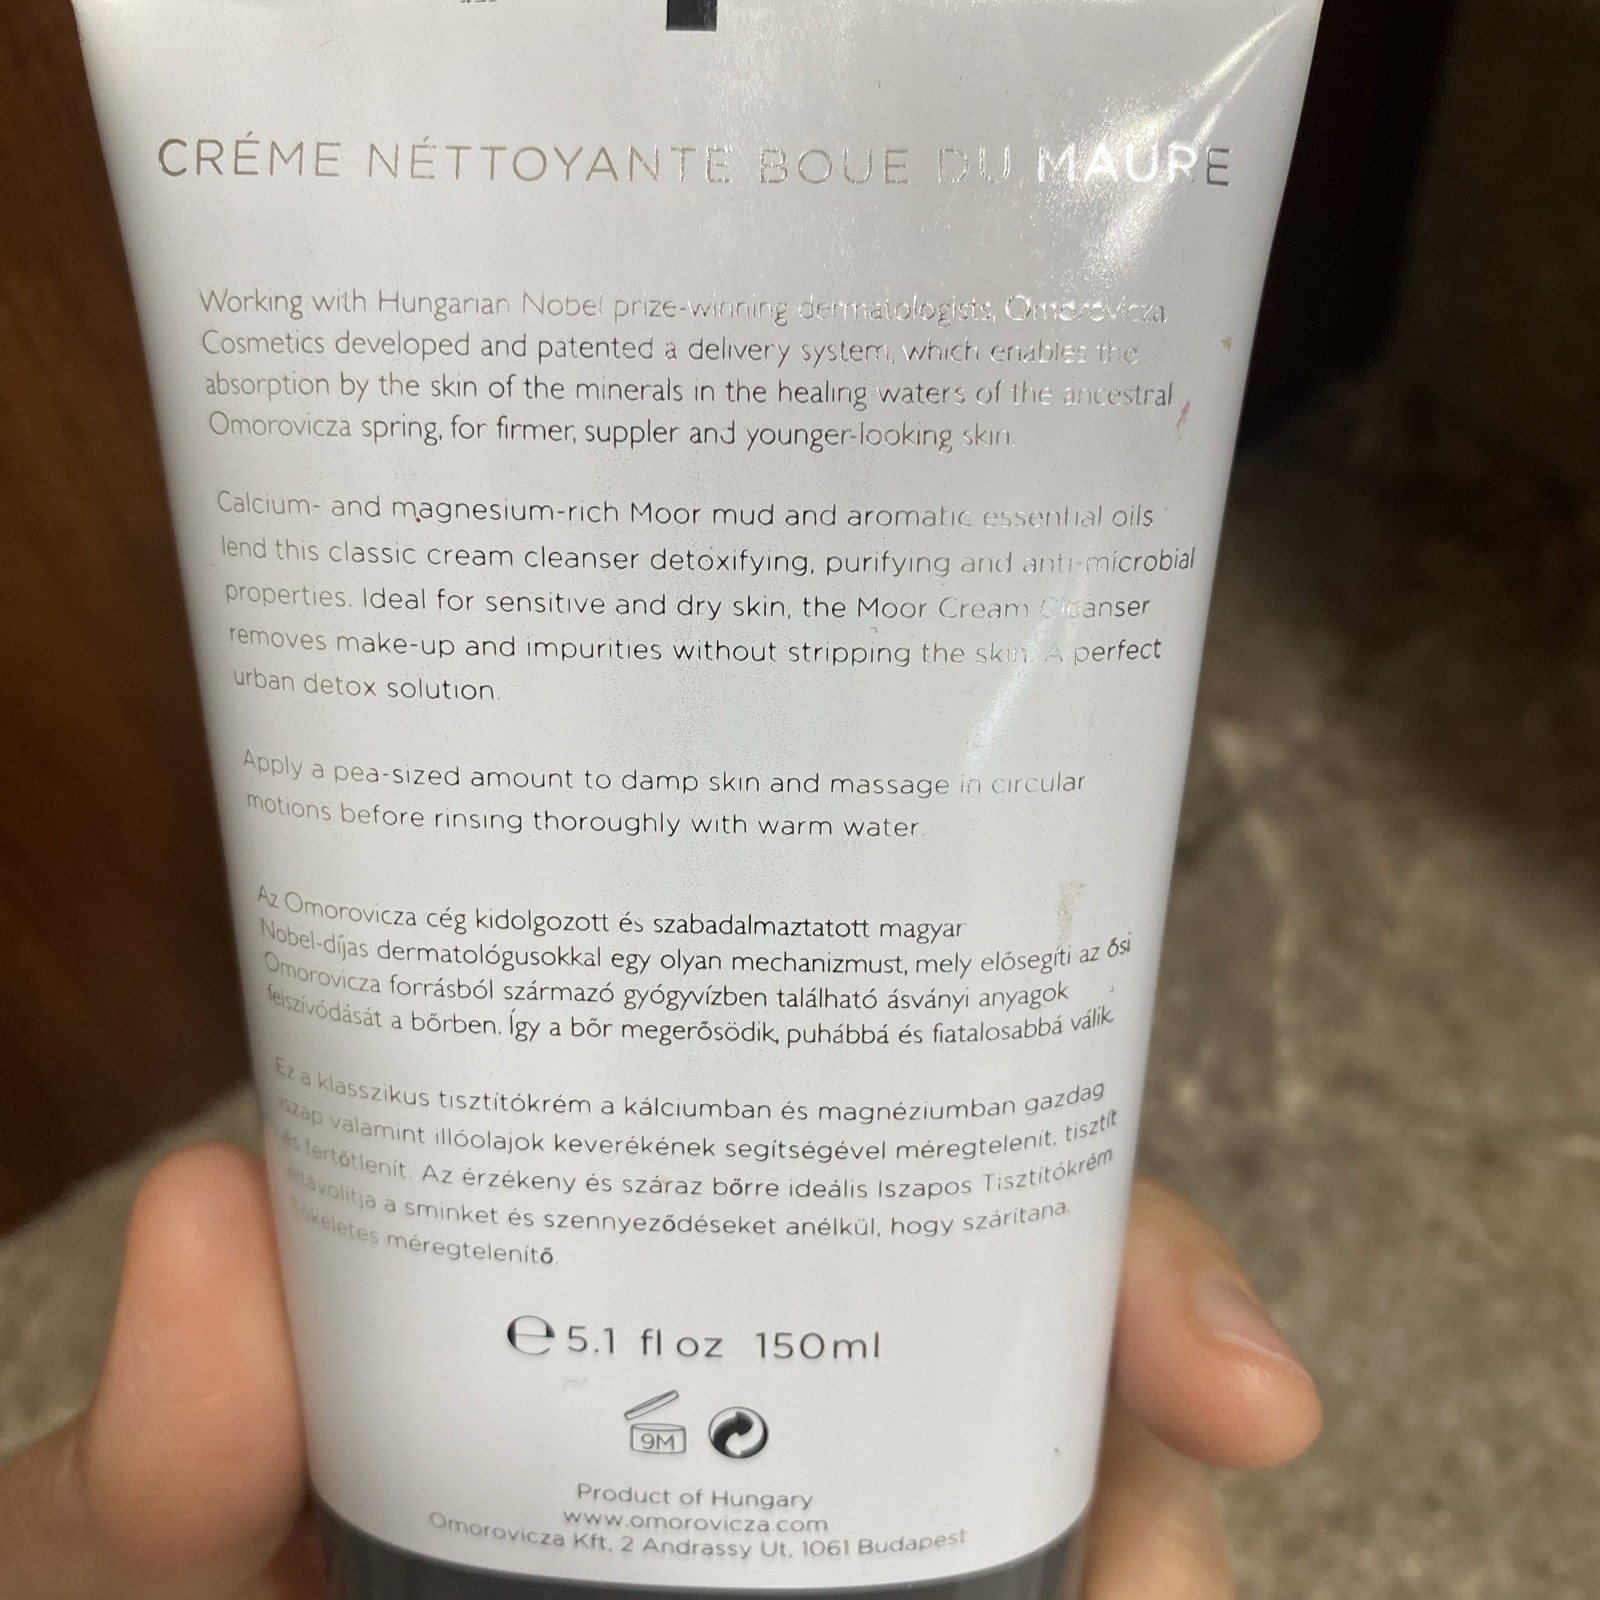 CRÉME NÉTTOYANTE BOUE DU MAURE
Working with Hungarian Nobel prize-winning dermatologists, Omorovicza
Cosmetics developed and patented a delivery system, which enables the
absorption by the skin of the minerals in the healing waters of the ancestral
Omorovicza spring, for firmer, suppler and younger-looking skin.
Calcium- and magnesium-rich Moor mud and aromatic essential oils
lend this classic cream cleanser detoxifying, purifying and anti-microbial
properties. Ideal for sensitive and dry skin, the Moor Cream Cleanser
removes make-up and impurities without stripping the skin. A perfect
urban detox solution.
Apply a pea-sized amount to damp skin and massage in circular
motions before rinsing thoroughly with warm water.
Az Omorovicza cég kidolgozott és szabadalmaztatott magyar
Nobel-díjas dermatológusokkal egy olyan mechanizmust, mely elősegíti az ősi
Omorovicza forrásból származó gyógyvízben található ásványi anyagok
felszívódását a bőrben. Így a bőr megerősödik, puhábbá és fiatalosabbá válik.
Ez a klasszikus tisztítókrém a kálciumban és magnéziumban gazdag
iszap valamint illóolajok keverékének segítségével méregtelenít, tisztít
és fertőtlenít. Az érzékeny és száraz bőrre ideális Iszapos Tisztítókrém
eltávolítja a sminket és szennyeződéseket anélkül, hogy szárítana.
Tökéletes méregtelenítő.
℮ 5.1 fl oz 150ml
9M
Product of Hungary
www.omorovicza.com
Omorovicza Kft, 2 Andrassy Ut, 1061 Budapest